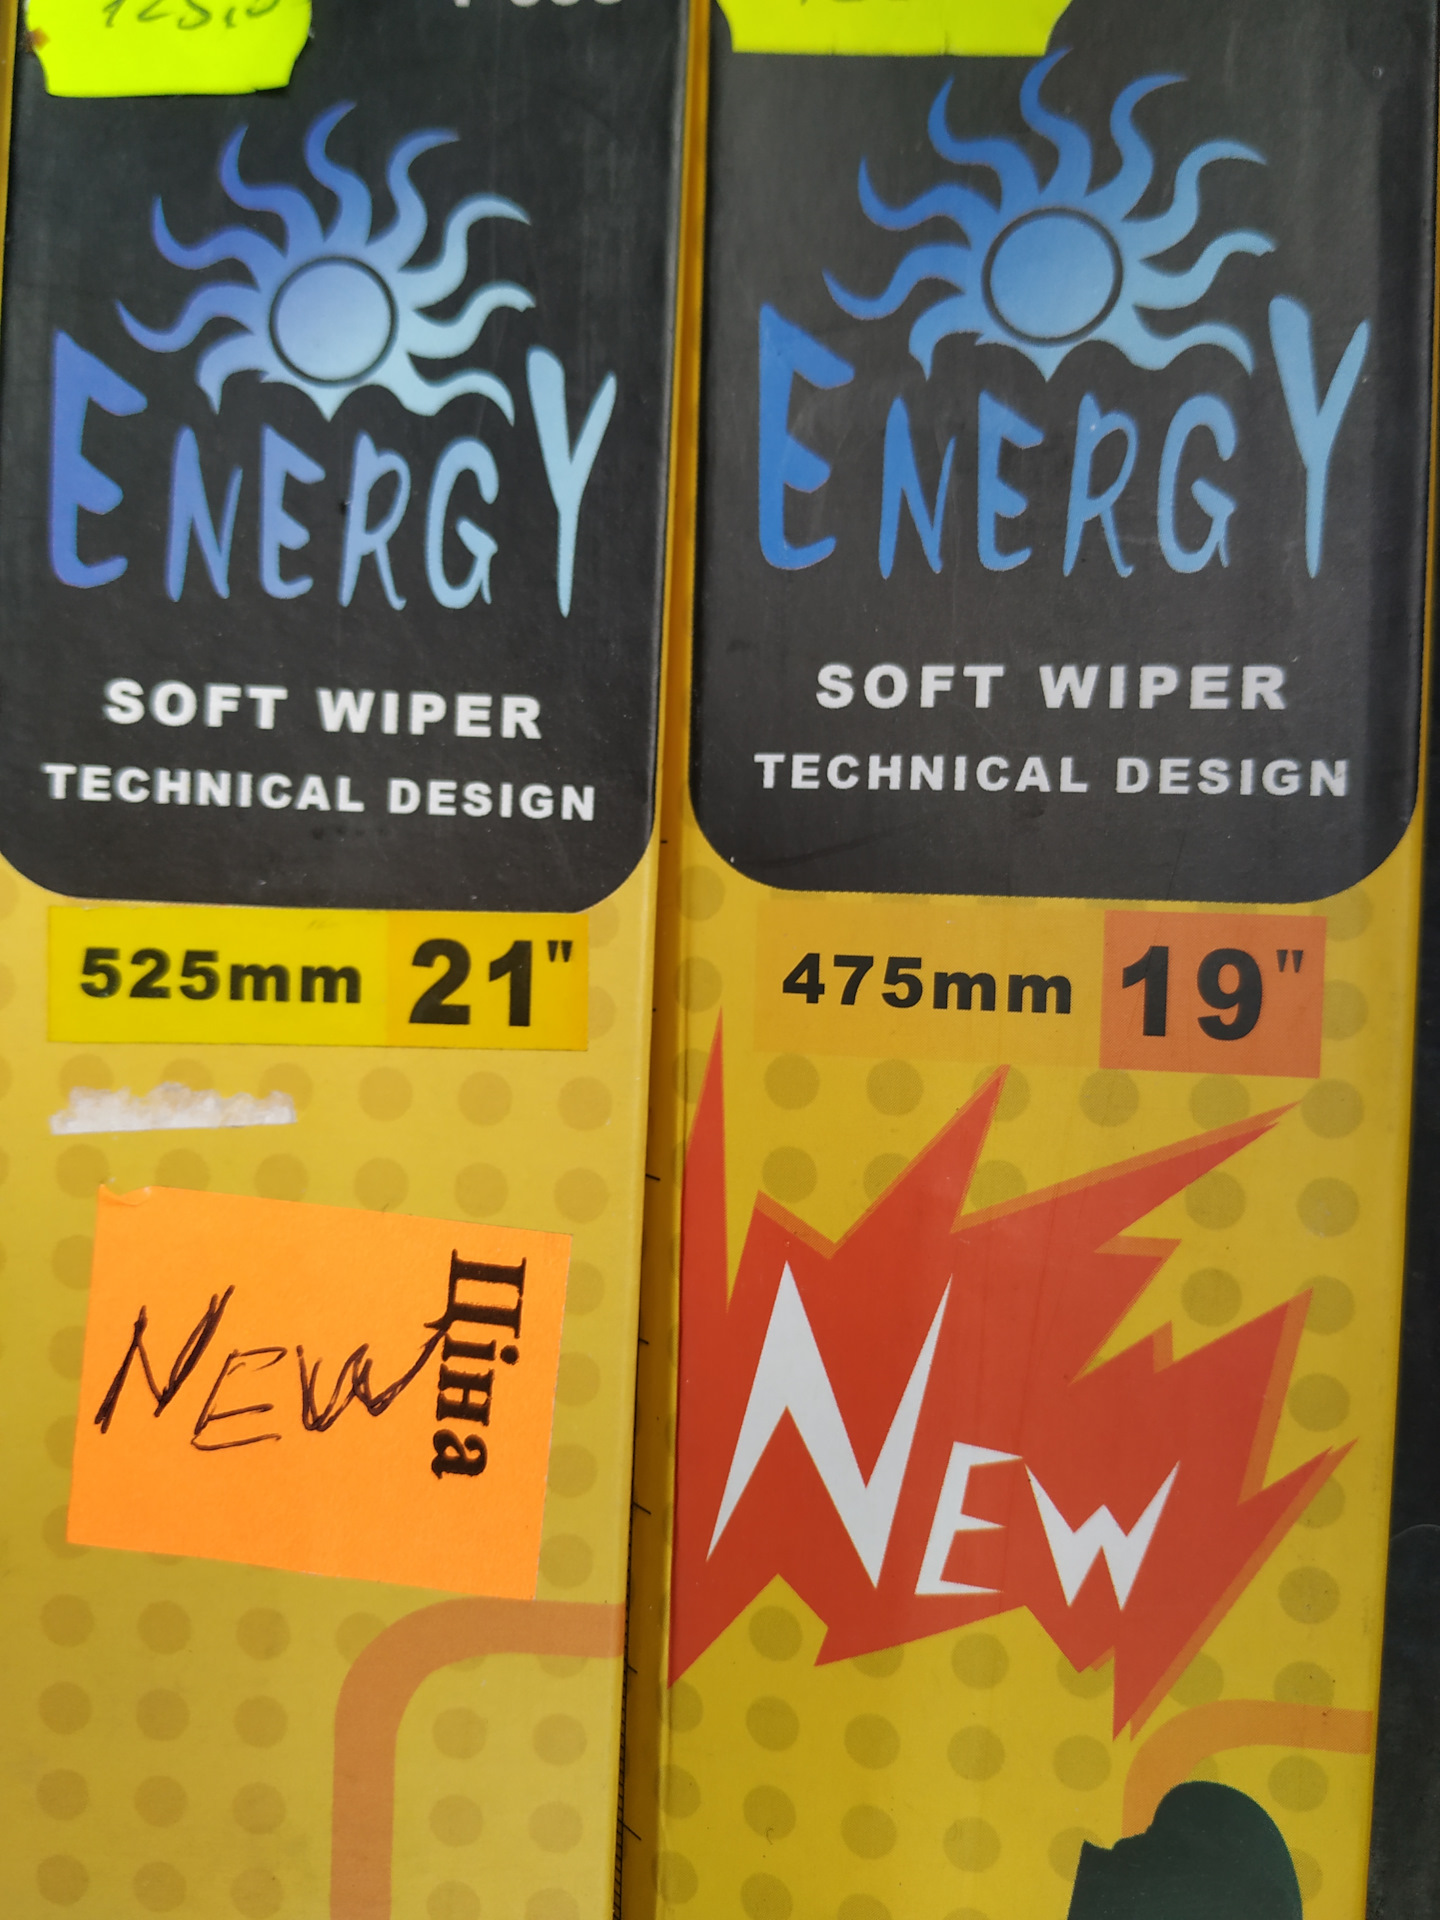 ENERGY
SOFT WIPER
TECHNICAL DESIGN
525mm 21"
NEW
Ціна
ENERGY
SOFT WIPER
TECHNICAL DESIGN
475mm 19"
NEW